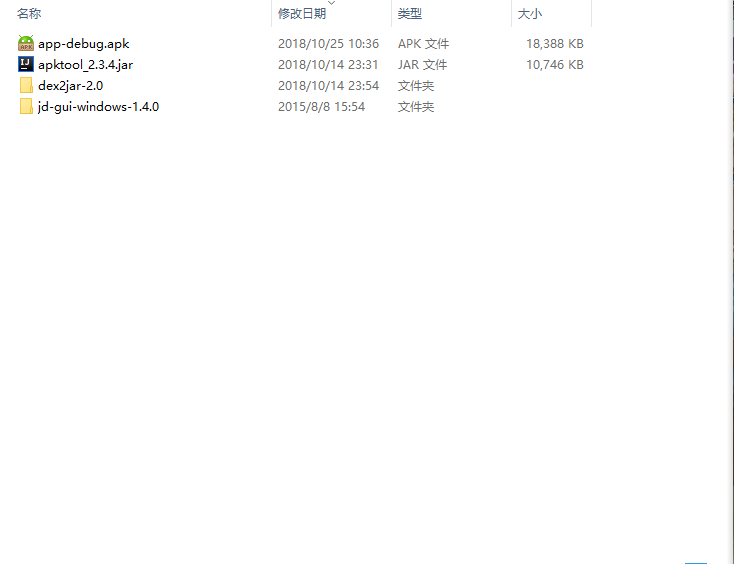 名称 修改日期 类型 大小
app-debug.apk 2018/10/25 10:36 APK 文件 18,388 KB
apktool_2.3.4.jar 2018/10/14 23:31 JAR 文件 10,746 KB
dex2jar-2.0 2018/10/14 23:54 文件夹
jd-gui-windows-1.4.0 2015/8/8 15:54 文件夹